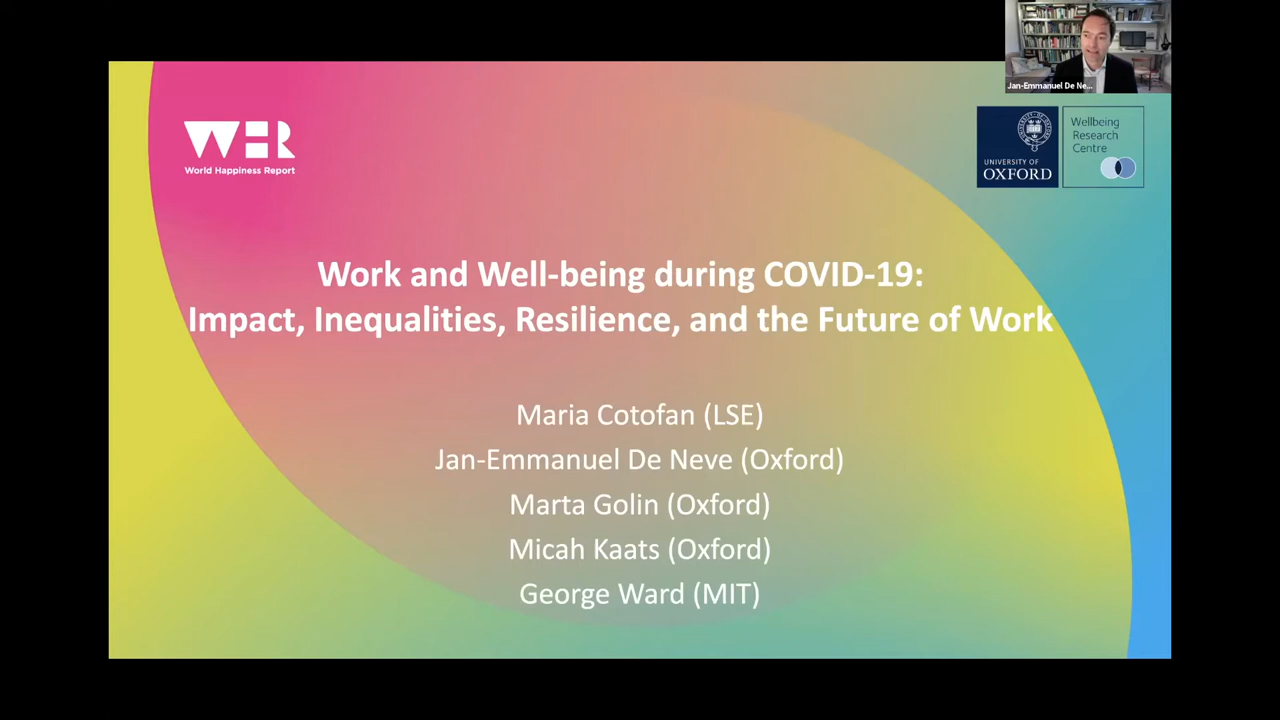 Jan-Emmanuel De Ne...
WHR
World Happiness Report
UNIVERSITY OF
OXFORD
Wellbeing
Research
Centre
Work and Well-being during COVID-19:
Impact, Inequalities, Resilience, and the Future of Work
Maria Cotofan (LSE)
Jan-Emmanuel De Neve (Oxford)
Marta Golin (Oxford)
Micah Kaats (Oxford)
George Ward (MIT)